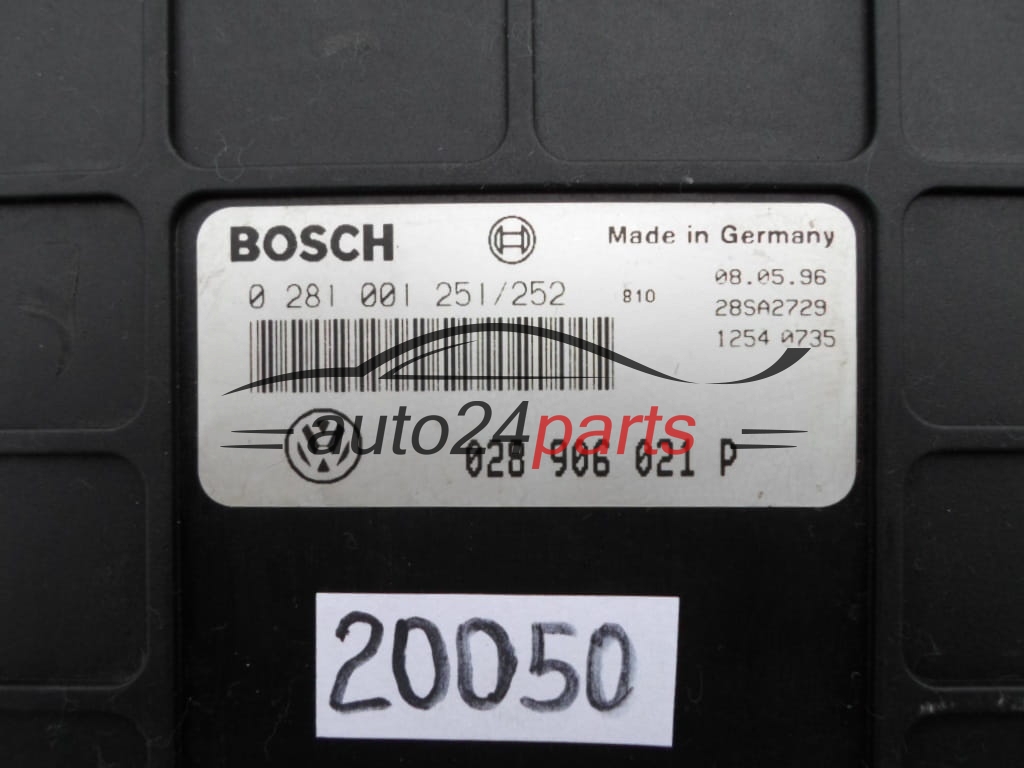 BOSCH
Made in Germany
0 281 001 251/252
810
08.05.96
28SA2729
1254 0735
auto24parts
028 906 021 P
20050